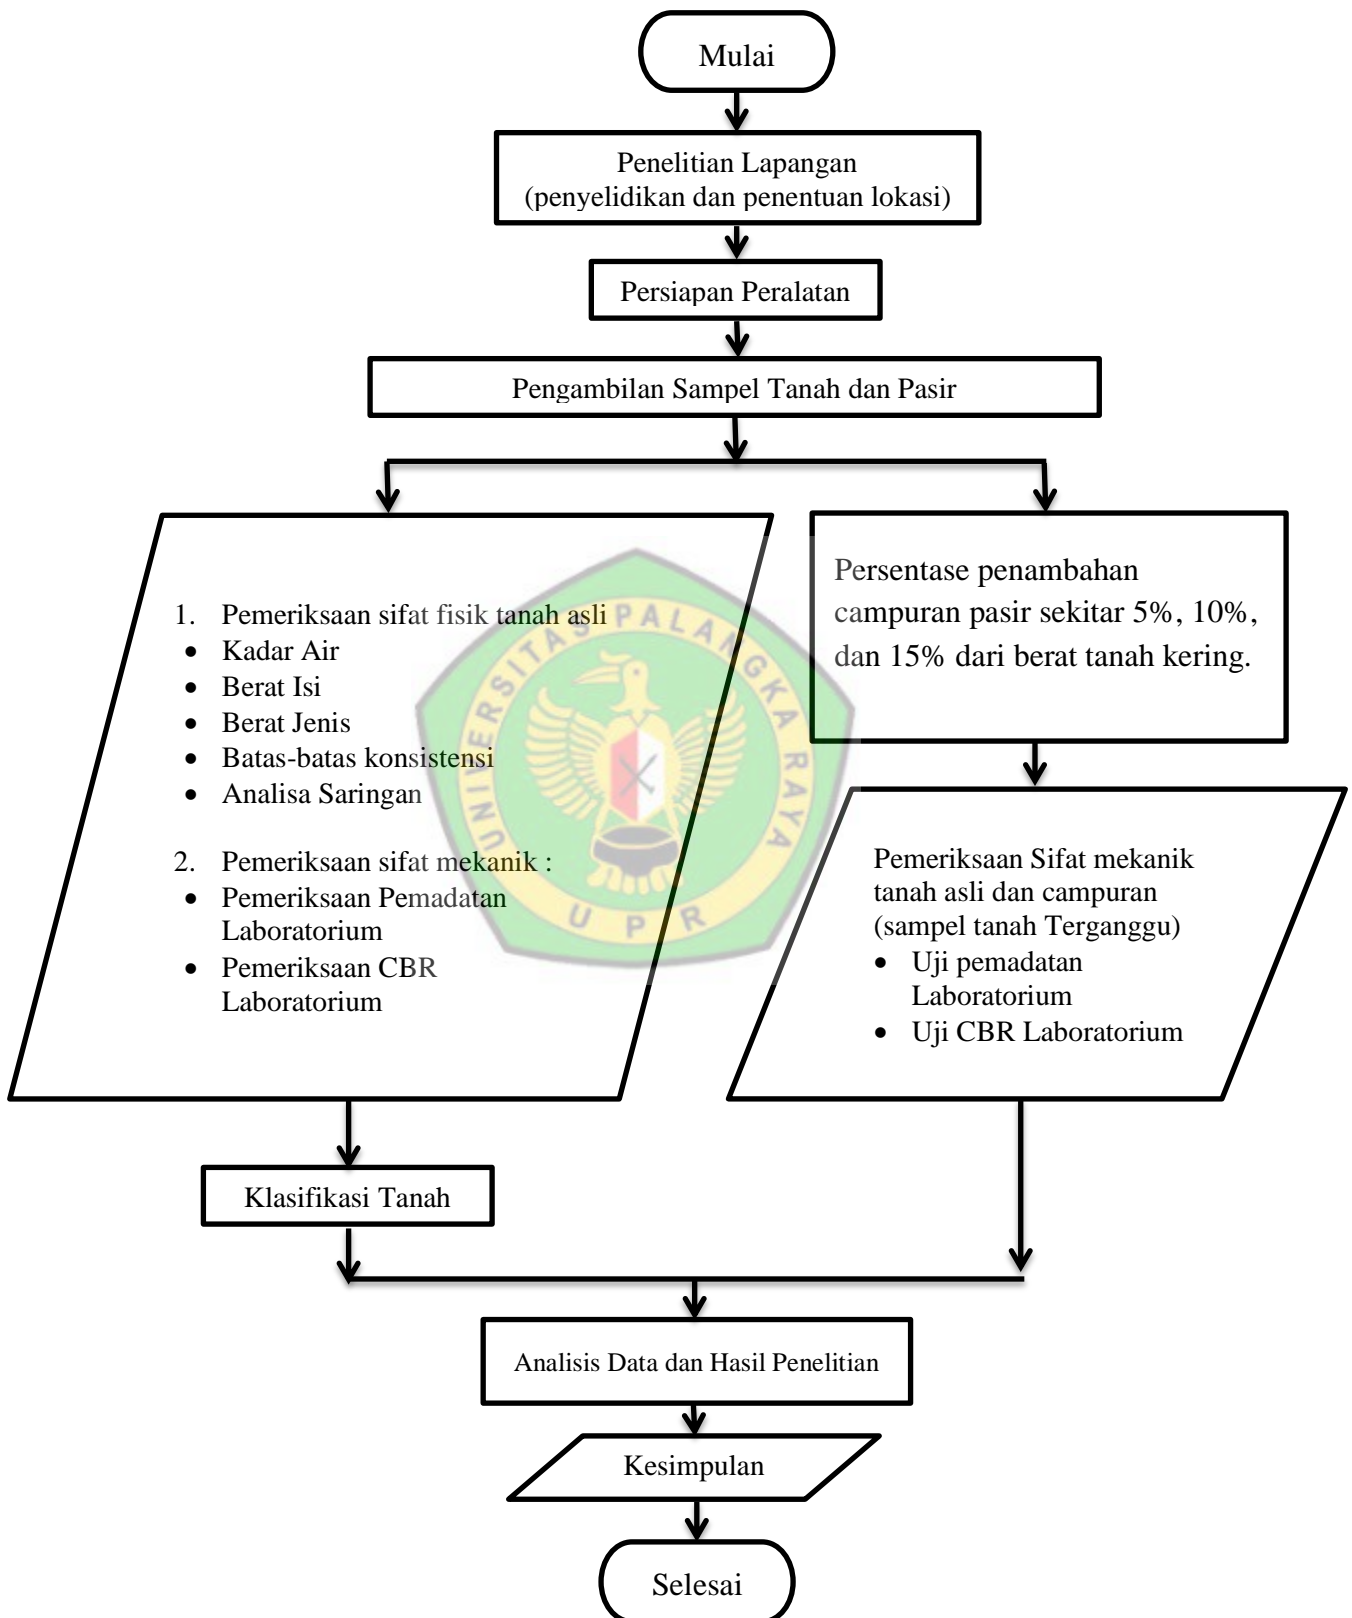 Mulai
Penelitian Lapangan
(penyelidikan dan penentuan lokasi)
Persiapan Peralatan
Pengambilan Sampel Tanah dan Pasir
1. Pemeriksaan sifat fisik tanah asli
• Kadar Air
• Berat Isi
• Berat Jenis
• Batas-batas konsistensi
• Analisa Saringan
2. Pemeriksaan sifat mekanik :
• Pemeriksaan Pemadatan
Laboratorium
• Pemeriksaan CBR
Laboratorium
Persentase penambahan
campuran pasir sekitar 5%, 10%,
dan 15% dari berat tanah kering.
Pemeriksaan Sifat mekanik
tanah asli dan campuran
(sampel tanah Terganggu)
• Uji pemadatan
Laboratorium
• Uji CBR Laboratorium
UNIVERSITAS PALANGKA RAYA
UPR
Klasifikasi Tanah
Analisis Data dan Hasil Penelitian
Kesimpulan
Selesai